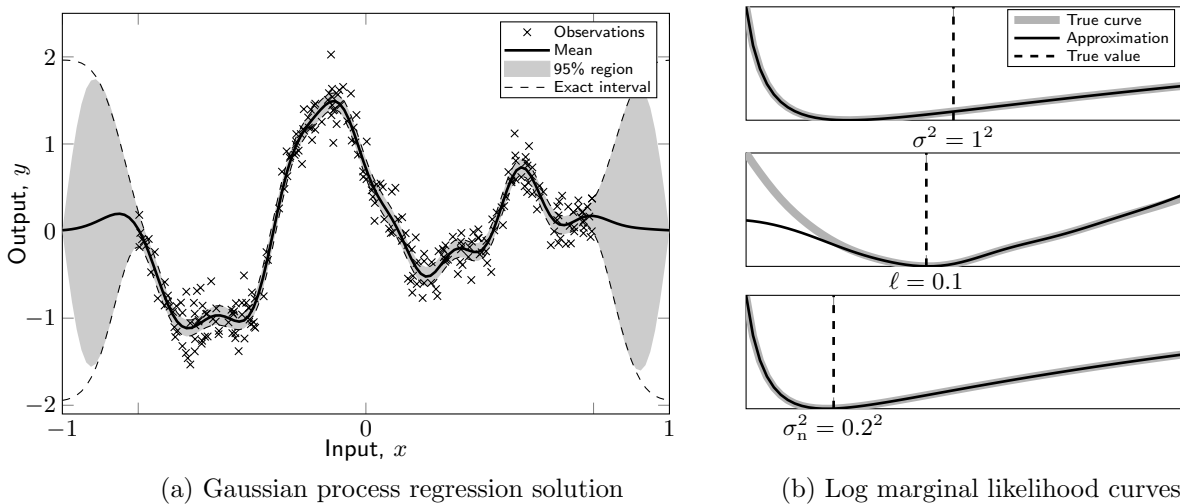 Observations
Mean
95% region
Exact interval
2
1
0
−1
−2
Output, y
−1
0
1
Input, x
(a) Gaussian process regression solution
True curve
Approximation
True value
σ² = 1²
ℓ = 0.1
σₙ² = 0.2²
(b) Log marginal likelihood curves